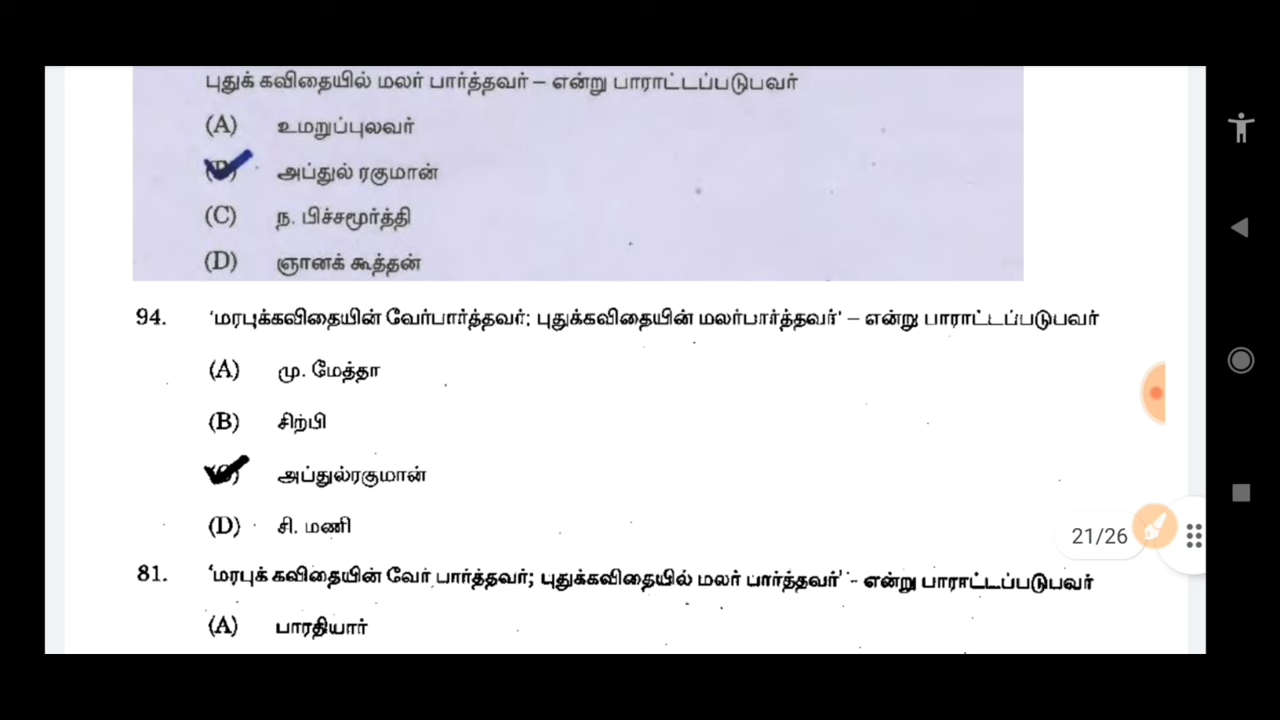 புதுக் கவிதையில் மலர் பார்த்தவர் – என்று பாராட்டப்படுபவர்
(A) உமறுப்புலவர்
அப்துல் ரகுமான்
(C) ந. பிச்சமூர்த்தி
(D) ஞானக் கூத்தன்
94. 'மரபுக்கவிதையின் வேர்பார்த்தவர்; புதுக்கவிதையின் மலர்பார்த்தவர்' – என்று பாராட்டப்படுபவர்
(A) மு. மேத்தா
(B) சிற்பி
அப்துல்ரகுமான்
(D) சி. மணி
21/26
81. 'மரபுக் கவிதையின் வேர் பார்த்தவர்; புதுக்கவிதையில் மலர் பார்த்தவர்' - என்று பாராட்டப்படுபவர்
(A) பாரதியார்